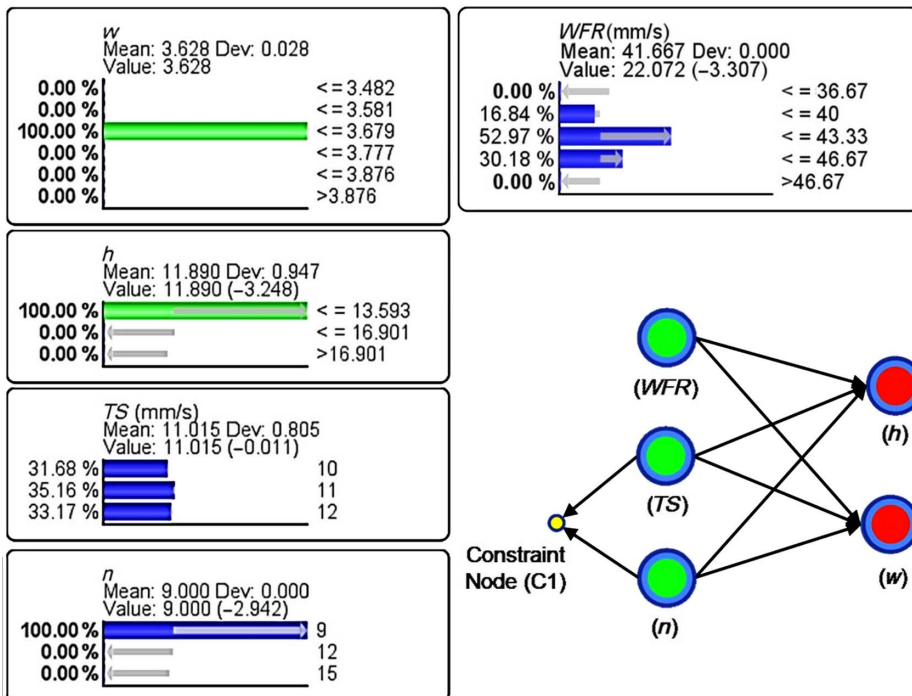 w
Mean: 3.628 Dev: 0.028
Value: 3.628
0.00 % <=3.482
0.00 % <=3.581
100.00 % <=3.679
0.00 % <=3.777
0.00 % <=3.876
0.00 % >3.876
h
Mean: 11.890 Dev: 0.947
Value: 11.890 (−3.248)
100.00 % < = 13.593
0.00 % < = 16.901
0.00 % >16.901
TS (mm/s)
Mean: 11.015 Dev: 0.805
Value: 11.015 (−0.011)
31.68 % 10
35.16 % 11
33.17 % 12
n
Mean: 9.000 Dev: 0.000
Value: 9.000 (−2.942)
100.00 % 9
0.00 % 12
0.00 % 15
WFR (mm/s)
Mean: 41.667 Dev: 0.000
Value: 22.072 (−3.307)
0.00 % < = 36.67
16.84 % < = 40
52.97 % < = 43.33
30.18 % < = 46.67
0.00 % >46.67
(WFR)
(h)
(TS)
Constraint
Node (C1)
(w)
(n)